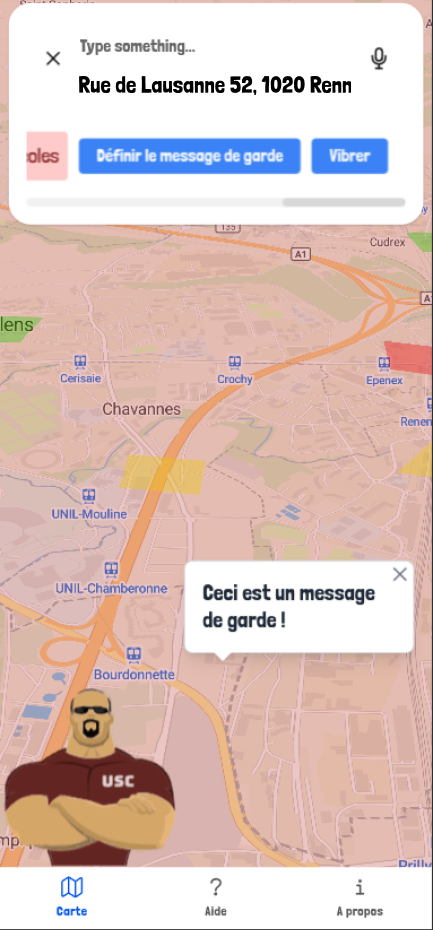 Type something...
Rue de Lausanne 52, 1020 Renn
Définir le message de garde
Vibrer
135
A1
Cudrex
lens
Cerisaie
Crochy
Epenex
Chavannes
Renen
UNIL-Mouline
UNIL-Chamberonne
Ceci est un message
de garde !
Bourdonnette
USC
Prilly
Carte
Aide
A propos